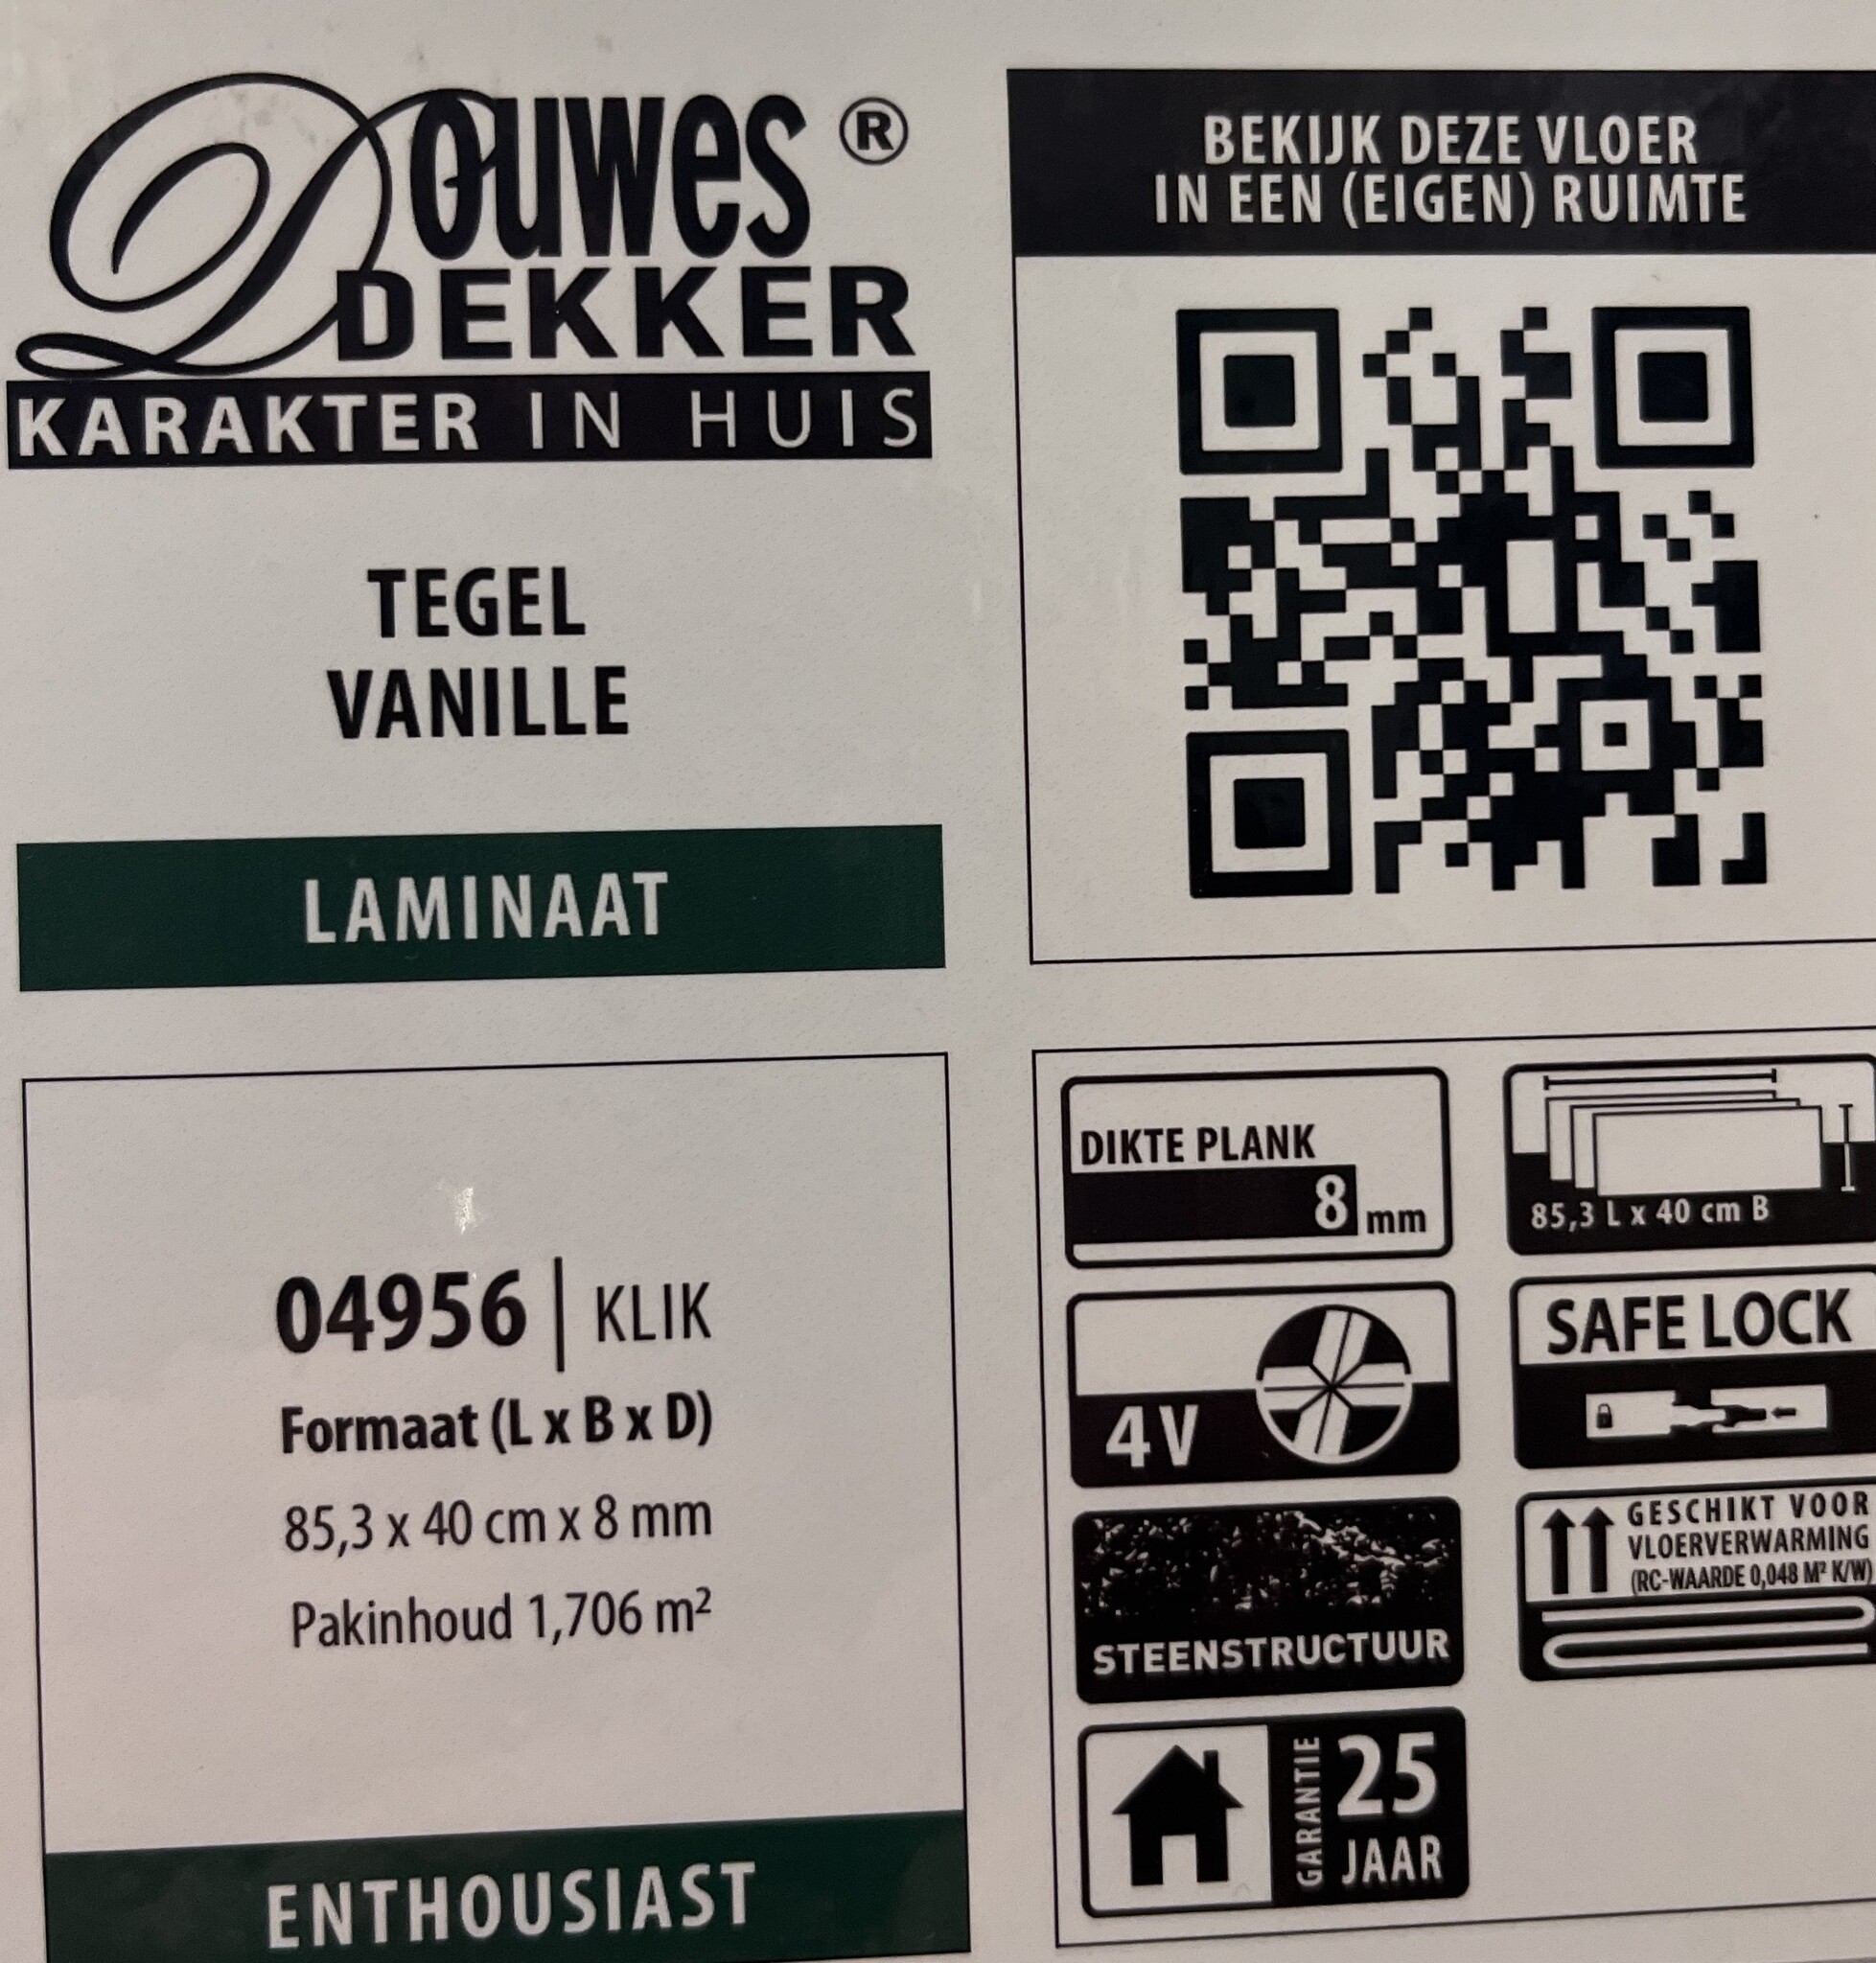 Douwes ®
DEKKER
KARAKTER IN HUIS
TEGEL
VANILLE
LAMINAAT
04956 | KLIK
Formaat (L x B x D)
85,3 x 40 cm x 8 mm
Pakinhoud 1,706 m²
ENTHOUSIAST
BEKIJK DEZE VLOER
IN EEN (EIGEN) RUIMTE
DIKTE PLANK
8 mm
85,3 L x 40 cm B
4V
SAFE LOCK
STEENSTRUCTUUR
GESCHIKT VOOR
VLOERVERWARMING
(RC-WAARDE 0,048 M² K/W)
GARANTIE
25
JAAR